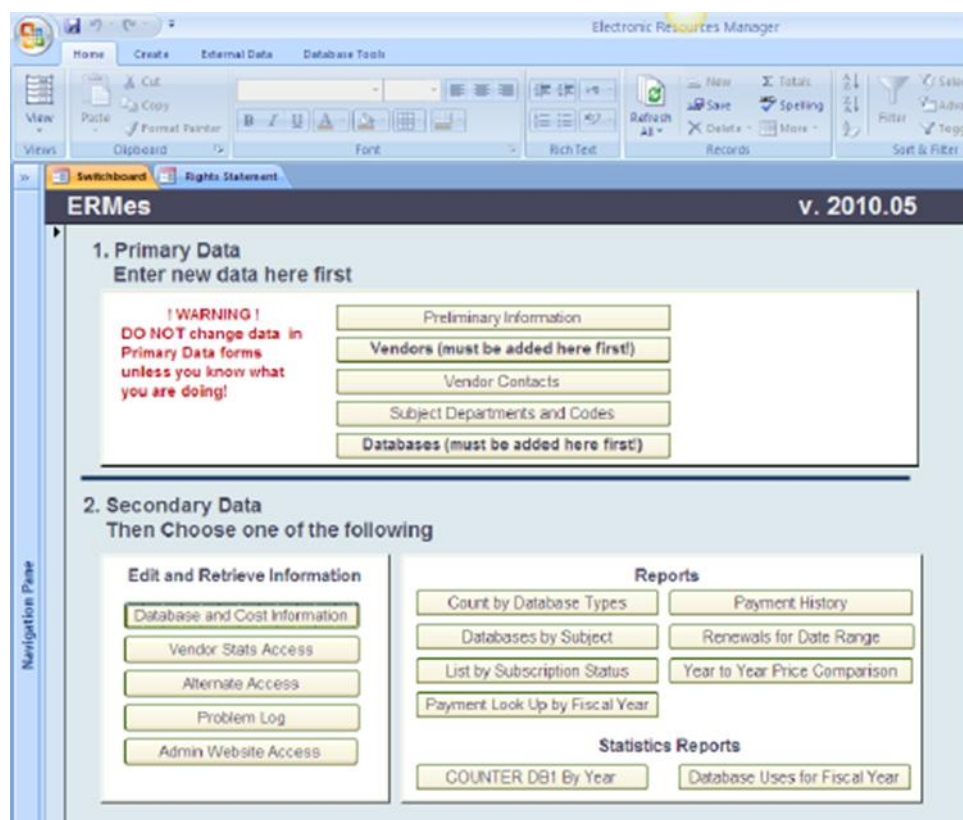 Electronic Resources Manager
Home Create External Data Database Tools
View
Paste
Cut
Copy
Format Painter
B I U A
Refresh All
New
Save
Delete
Σ Totals
Spelling
More
Filter
Views Clipboard Font Rich Text Records Sort & Filter
Switchboard Rights Statement
ERMes v. 2010.05
1. Primary Data
Enter new data here first
! WARNING !
DO NOT change data in
Primary Data forms
unless you know what
you are doing!
Preliminary Information
Vendors (must be added here first!)
Vendor Contacts
Subject Departments and Codes
Databases (must be added here first!)
2. Secondary Data
Then Choose one of the following
Edit and Retrieve Information
Database and Cost Information
Vendor Stats Access
Alternate Access
Problem Log
Admin Website Access
Reports
Count by Database Types Payment History
Databases by Subject Renewals for Date Range
List by Subscription Status Year to Year Price Comparison
Payment Look Up by Fiscal Year
Statistics Reports
COUNTER DB1 By Year Database Uses for Fiscal Year
Navigation Pane